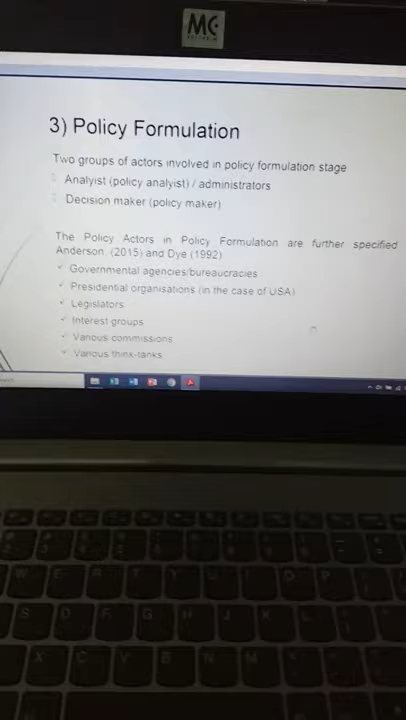 MC
3) Policy Formulation
Two groups of actors involved in policy formulation stage
Analyist (policy analyist) / administrators
Decision maker (policy maker)
The Policy Actors in Policy Formulation are further specified
Anderson, (2015) and Dye (1992)
✓ Governmental agencies/bureaucracies
✓ Presidential organisations (in the case of USA)
✓ Legislators
✓ Interest groups
✓ Various commissions
✓ Various think-tanks
W E R T Y U I O P
S D F G H J K L
X C V B N M